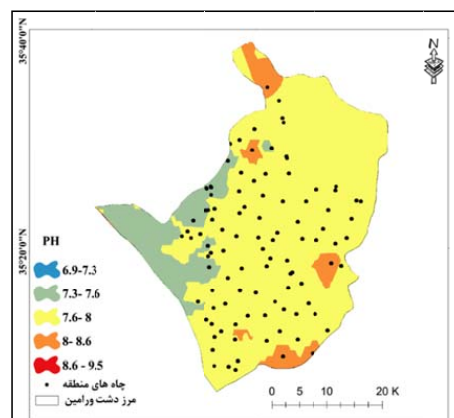 35°40'0"N
35°20'0"N
N
PH
6.9-7.3
7.3- 7.6
7.6- 8
8- 8.6
8.6 - 9.5
چاه های منطقه
مرز دشت ورامین
0 5 10 20 K